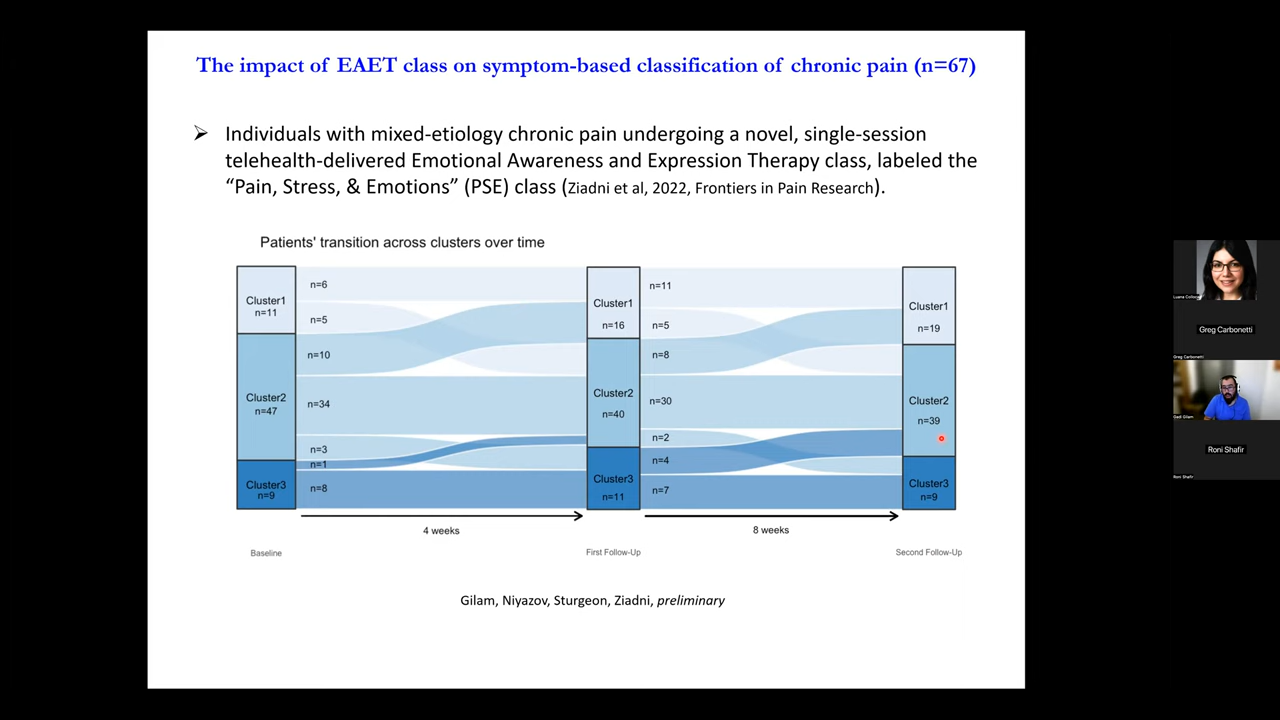 The impact of EAET class on symptom-based classification of chronic pain (n=67)
➢ Individuals with mixed-etiology chronic pain undergoing a novel, single-session
telehealth-delivered Emotional Awareness and Expression Therapy class, labeled the
“Pain, Stress, & Emotions” (PSE) class (Ziadni et al, 2022, Frontiers in Pain Research).
Patients' transition across clusters over time
Cluster1
n=11
Cluster2
n=47
Cluster3
n=9
n=6
n=5
n=10
n=34
n=3
n=1
n=8
Cluster1
n=16
Cluster2
n=40
Cluster3
n=11
n=11
n=5
n=8
n=30
n=2
n=4
n=7
Cluster1
n=19
Cluster2
n=39
Cluster3
n=9
4 weeks
8 weeks
Baseline
First Follow-Up
Second Follow-Up
Gilam, Niyazov, Sturgeon, Ziadni, preliminary
Greg Carbonetti
Greg Carbonetti
Gadi Gilam
Roni Shafir
Roni Shafir